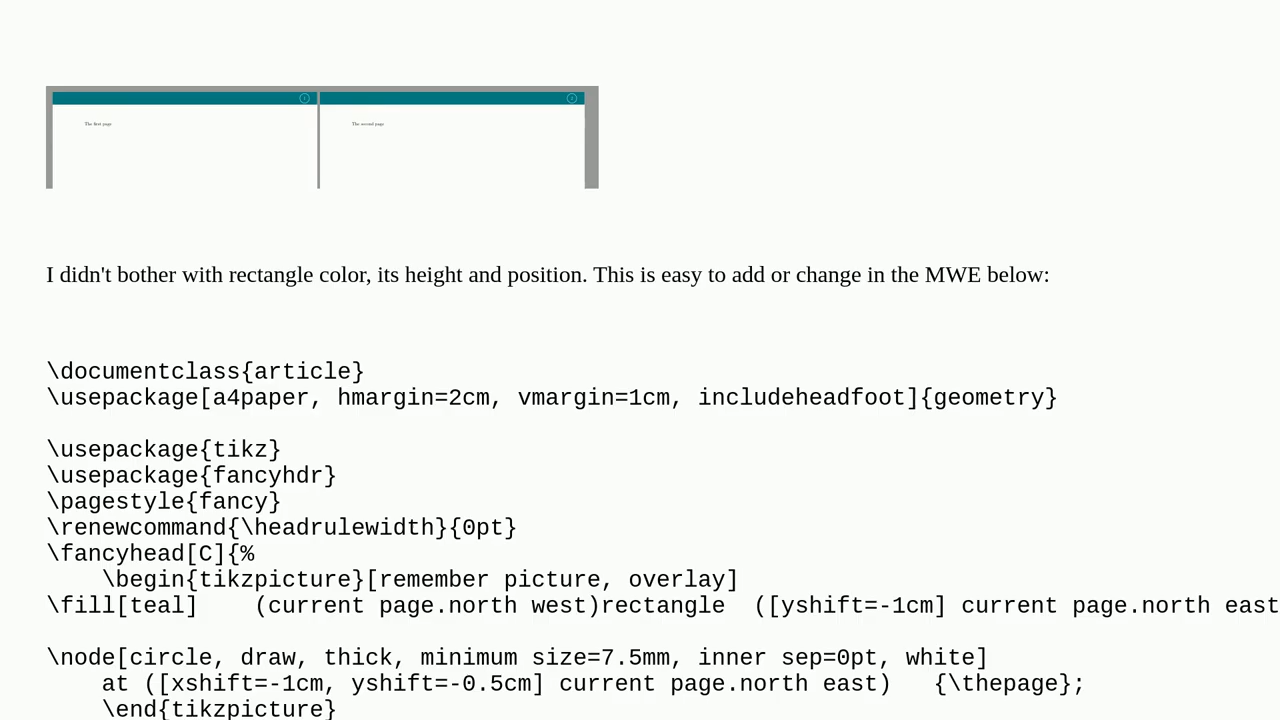 1 2
The first page The second page
I didn't bother with rectangle color, its height and position. This is easy to add or change in the MWE below:
\documentclass{article}
\usepackage[a4paper, hmargin=2cm, vmargin=1cm, includeheadfoot]{geometry}
\usepackage{tikz}
\usepackage{fancyhdr}
\pagestyle{fancy}
\renewcommand{\headrulewidth}{0pt}
\fancyhead[C]{%
    \begin{tikzpicture}[remember picture, overlay]
\fill[teal]    (current page.north west)rectangle  ([yshift=-1cm] current page.north east
\node[circle, draw, thick, minimum size=7.5mm, inner sep=0pt, white]
    at ([xshift=-1cm, yshift=-0.5cm] current page.north east)   {\thepage};
    \end{tikzpicture}